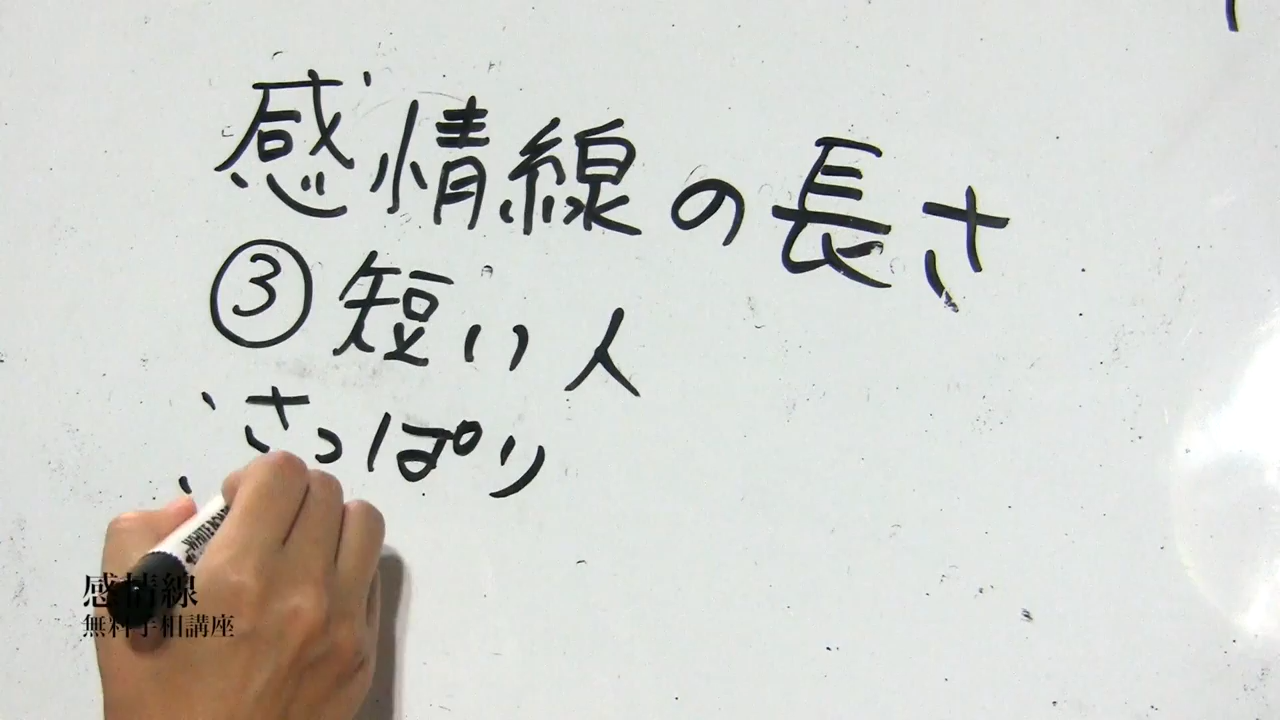 感情線の長さ
③短い人
・さっぱり
・
感情線
無料手相講座